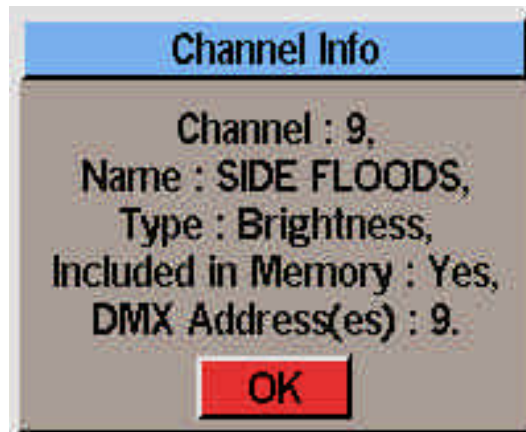 Channel Info
Channel : 9,
Name : SIDE FLOODS,
Type : Brightness,
Included in Memory : Yes,
DMX Address(es) : 9.
OK